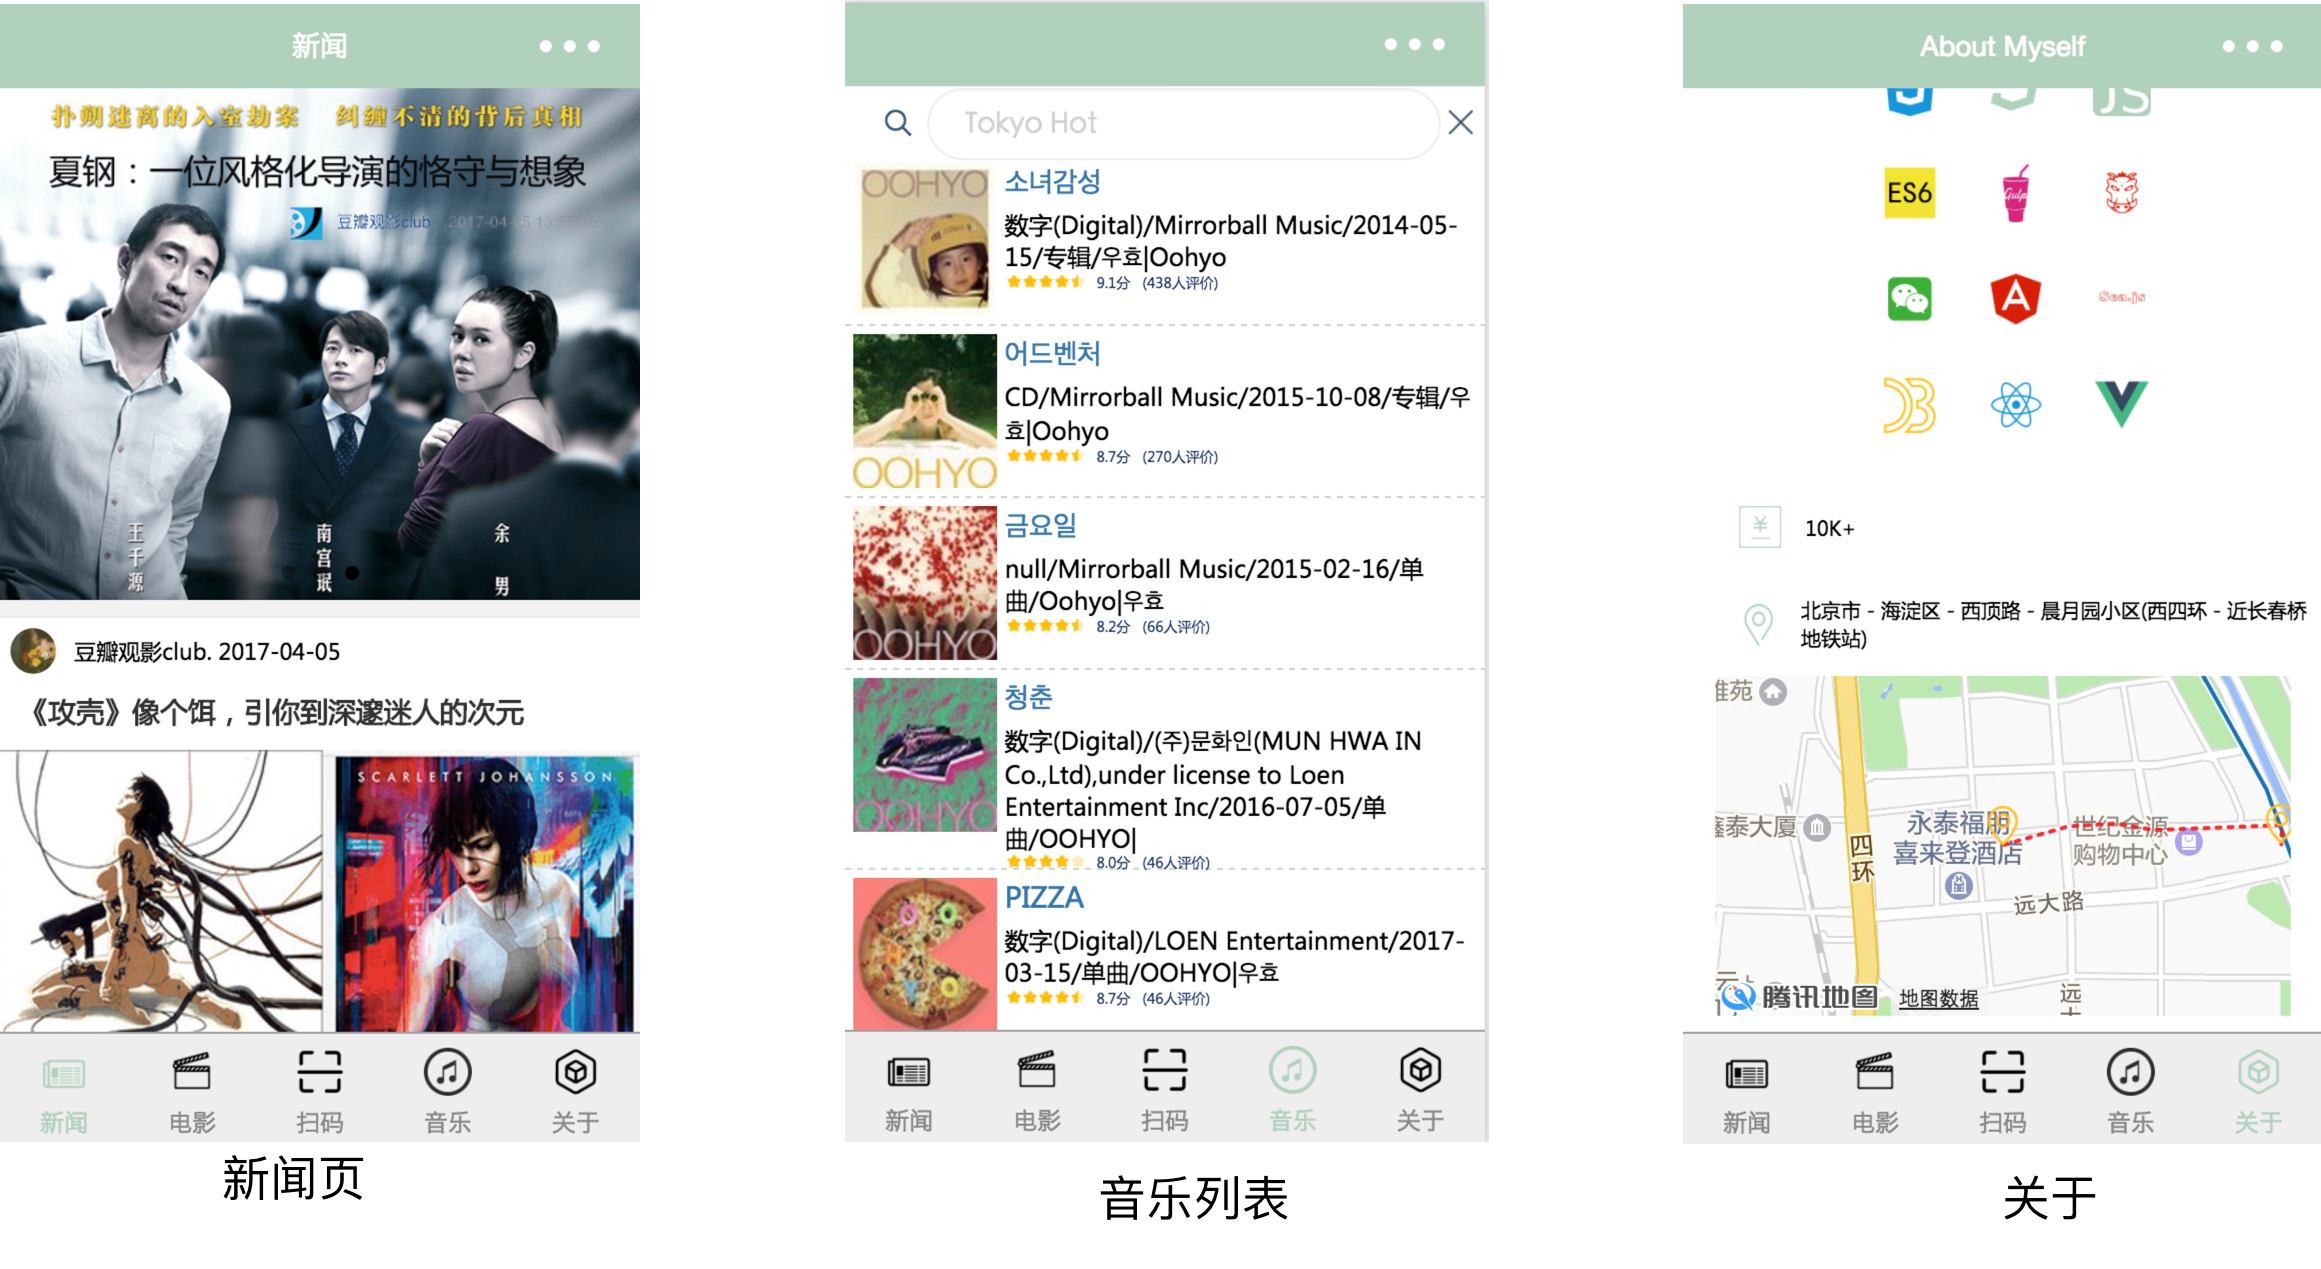 新闻
扑朔迷离的入室劫案 纠缠不清的背后真相
夏钢：一位风格化导演的恪守与想象
豆瓣观影club 2017-04-05
王千源
南宫珉
余男
豆瓣观影club. 2017-04-05
《攻壳》像个饵，引你到深邃迷人的次元
SCARLETT JOHANSSON
新闻
电影
扫码
音乐
关于
新闻页
Tokyo Hot
OOHYO
소녀감성
数字(Digital)/Mirrorball Music/2014-05-
15/专辑/우효|Oohyo
9.1分 (438人评价)
OOHYO
어드벤처
CD/Mirrorball Music/2015-10-08/专辑/우
효|Oohyo
8.7分 (270人评价)
OOHYO
금요일
null/Mirrorball Music/2015-02-16/单
曲/Oohyo|우효
8.2分 (66人评价)
OOHYO
청춘
数字(Digital)/(주)문화인(MUN HWA IN
Co.,Ltd),under license to Loen
Entertainment Inc/2016-07-05/单
曲/OOHYO|
8.0分 (46人评价)
PIZZA
数字(Digital)/LOEN Entertainment/2017-
03-15/单曲/OOHYO|우효
8.7分 (46人评价)
新闻
电影
扫码
音乐
关于
音乐列表
About Myself
JS
ES6
Gulp
Sea.js
10K+
北京市 - 海淀区 - 西顶路 - 晨月园小区(西四环 - 近长春桥
地铁站)
雅苑
鑫泰大厦
四环
永泰福朋
喜来登酒店
世纪金源
购物中心
远大路
腾讯地图
地图数据
远
新闻
电影
扫码
音乐
关于
关于